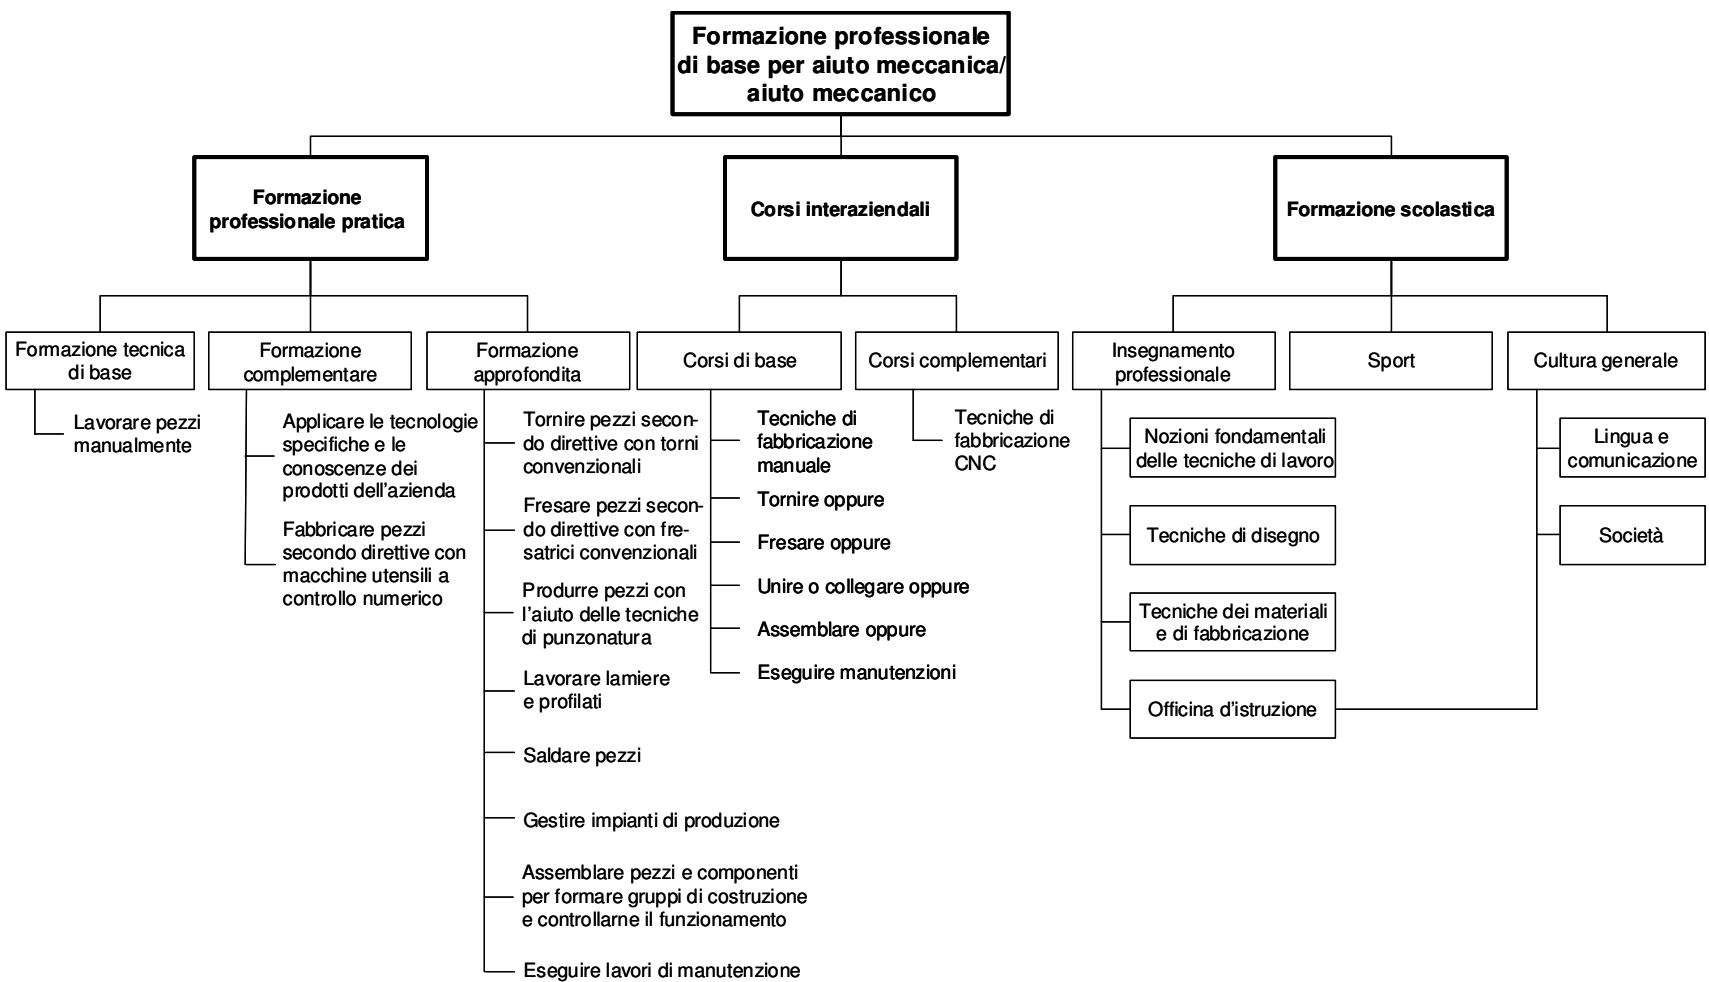 Formazione professionale
di base per aiuto meccanica/
aiuto meccanico
Formazione
professionale pratica
Corsi interaziendali
Formazione scolastica
Formazione tecnica
di base
Formazione
complementare
Formazione
approfondita
Corsi di base
Corsi complementari
Insegnamento
professionale
Sport
Cultura generale
Lavorare pezzi
manualmente
Applicare le tecnologie
specifiche e le
conoscenze dei
prodotti dell'azienda
Fabbricare pezzi
secondo direttive con
macchine utensili a
controllo numerico
Tornire pezzi secon-
do direttive con torni
convenzionali
Fresare pezzi secon-
do direttive con fre-
satrici convenzionali
Produrre pezzi con
l'aiuto delle tecniche
di punzonatura
Lavorare lamiere
e profilati
Saldare pezzi
Gestire impianti di produzione
Assemblare pezzi e componenti
per formare gruppi di costruzione
e controllarne il funzionamento
Eseguire lavori di manutenzione
Tecniche di
fabbricazione
manuale
Tornire oppure
Fresare oppure
Unire o collegare oppure
Assemblare oppure
Eseguire manutenzioni
Tecniche di
fabbricazione
CNC
Nozioni fondamentali
delle tecniche di lavoro
Tecniche di disegno
Tecniche dei materiali
e di fabbricazione
Officina d'istruzione
Lingua e
comunicazione
Società